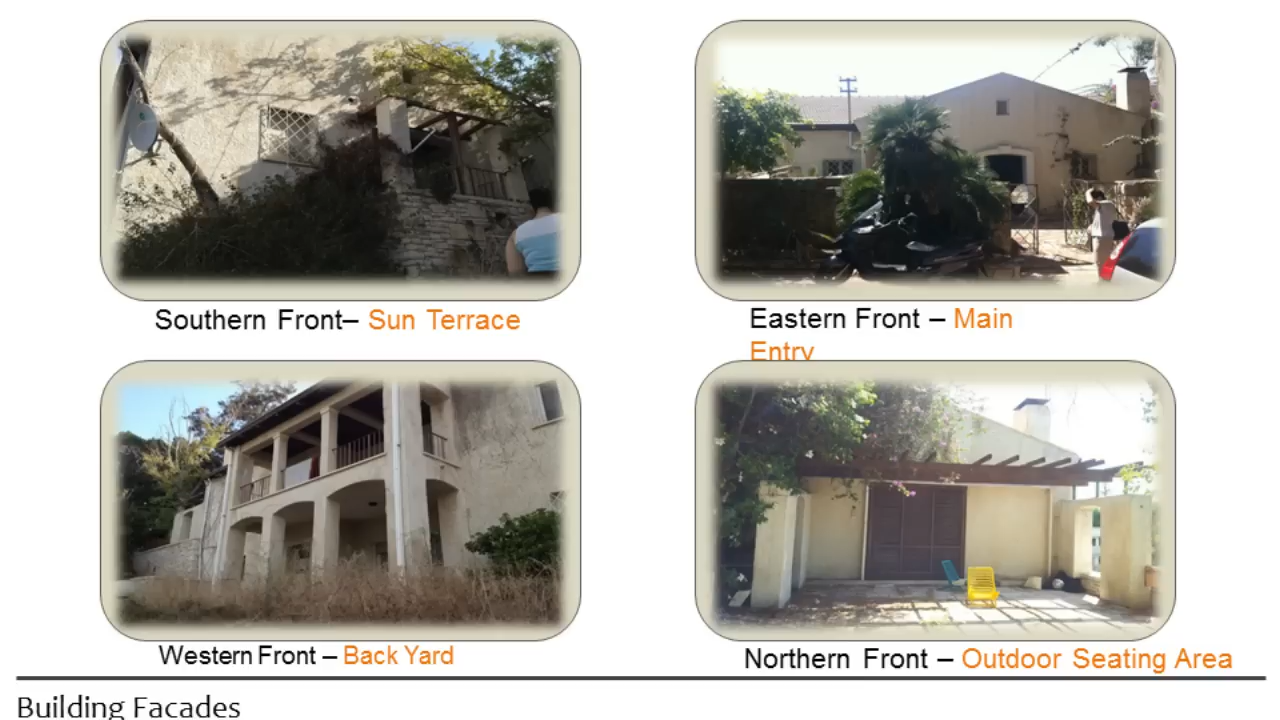 Southern Front– Sun Terrace
Eastern Front – Main
Entry
Western Front – Back Yard
Northern Front – Outdoor Seating Area
Building Facades